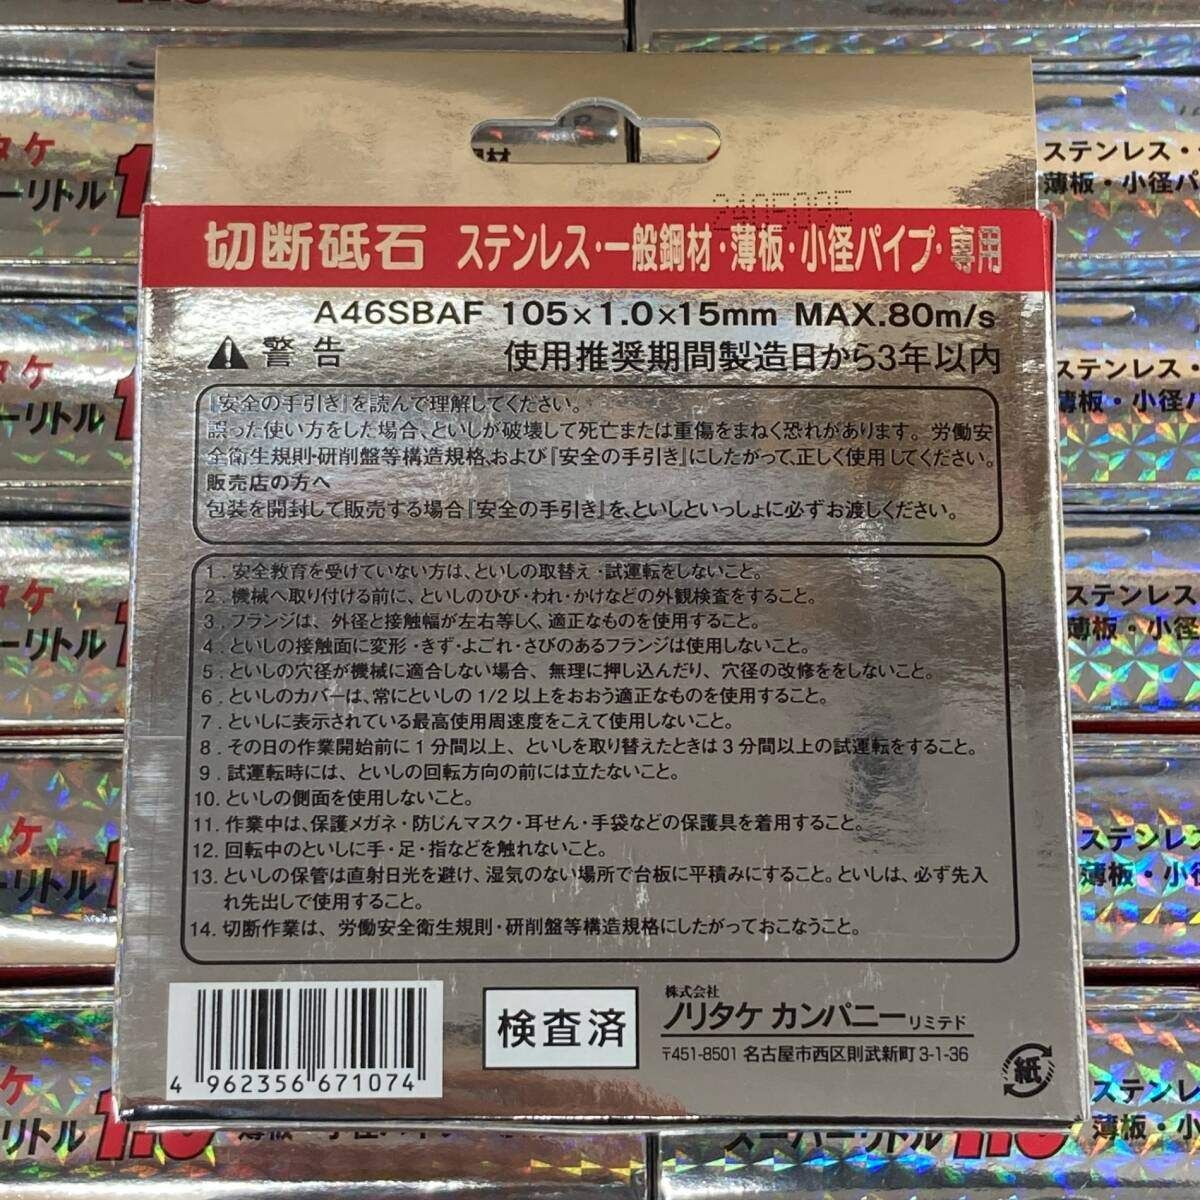 切断砥石 ステンレス・一般鋼材・薄板・小径パイプ・専用
A46SBAF 105×1.0×15mm MAX.80m/s
警告 使用推奨期間製造日から3年以内
『安全の手引き』を読んで理解してください。
誤った使い方をした場合、といしが破壊して死亡または重傷をまねく恐れがあります。労働安
全衛生規則・研削盤等構造規格、および『安全の手引き』にしたがって、正しく使用してください。
販売店の方へ
包装を開封して販売する場合『安全の手引き』を、といしといっしょに必ずお渡しください。
1. 安全教育を受けていない方は、といしの取替え・試運転をしないこと。
2. 機械へ取り付ける前に、といしのひび・われ・かけなどの外観検査をすること。
3. フランジは、外径と接触幅が左右等しく、適正なものを使用すること。
4. といしの接触面に変形・きず・よごれ・さびのあるフランジは使用しないこと。
5. といしの穴径が機械に適合しない場合、無理に押し込んだり、穴径の改修ををしないこと。
6. といしのカバーは、常にといしの1/2以上をおおう適正なものを使用すること。
7. といしに表示されている最高使用周速度をこえて使用しないこと。
8. その日の作業開始前に1分間以上、といしを取り替えたときは3分間以上の試運転をすること。
9. 試運転時には、といしの回転方向の前には立たないこと。
10. といしの側面を使用しないこと。
11. 作業中は、保護メガネ・防じんマスク・耳せん・手袋などの保護具を着用すること。
12. 回転中のといしに手・足・指などを触れないこと。
13. といしの保管は直射日光を避け、湿気のない場所で台板に平積みにすること。といしは、必ず先入
れ先出しで使用すること。
14. 切断作業は、労働安全衛生規則・研削盤等構造規格にしたがっておこなうこと。
4 962356 671074
検査済
株式会社
ノリタケ カンパニー リミテド
〒451-8501 名古屋市西区則武新町3-1-36
紙